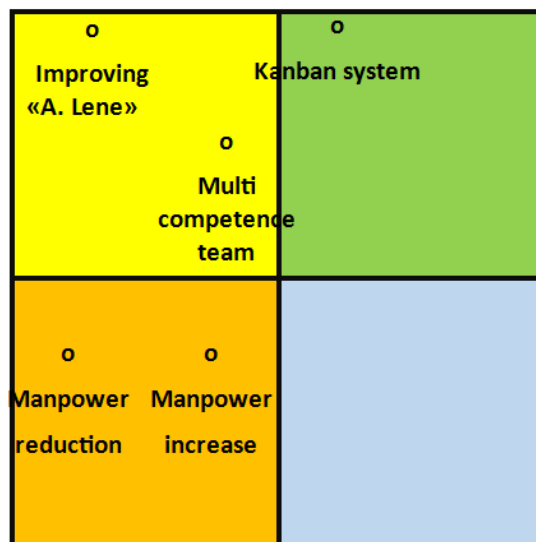 o
Improving
«A. Lene»
o
Kanban system
o
Multi
competence
team
o
Manpower
reduction
o
Manpower
increase